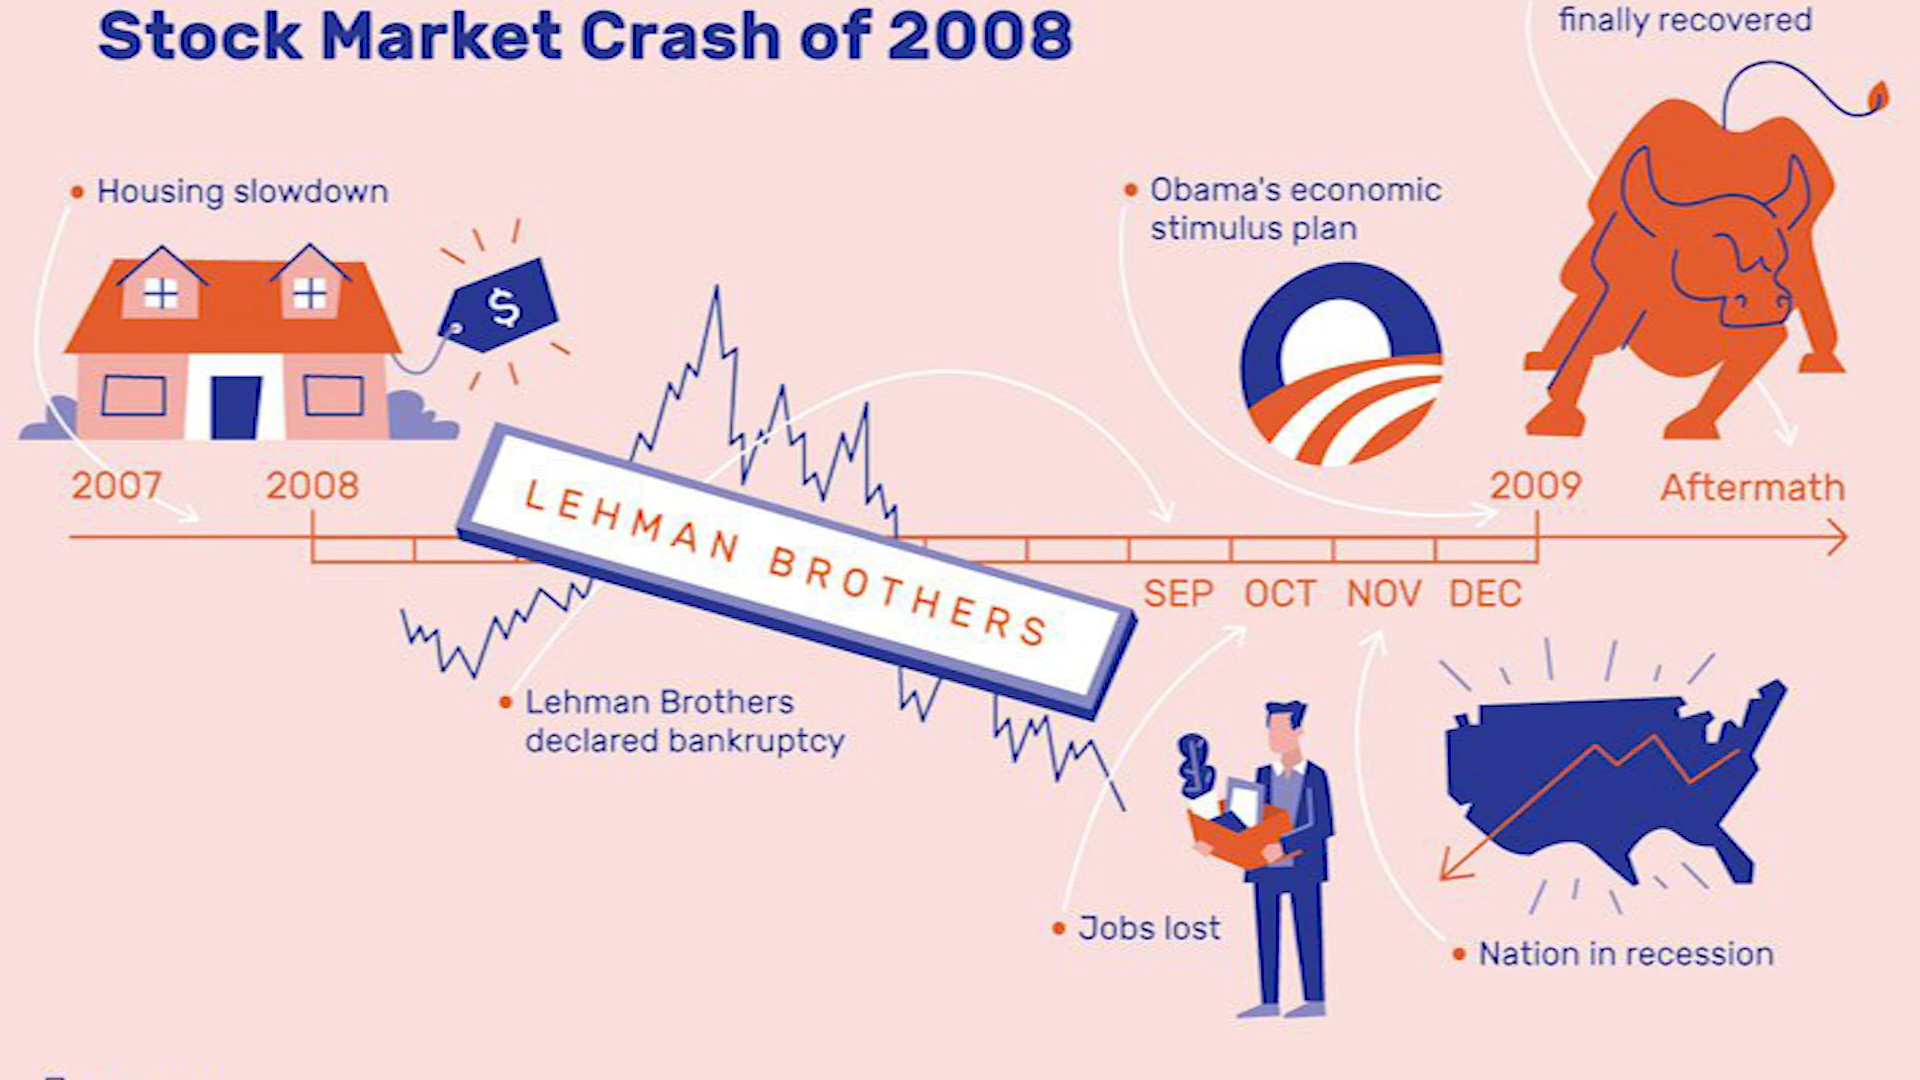 Stock Market Crash of 2008
finally recovered
Housing slowdown
Obama's economic
stimulus plan
$
2007
2008
2009
Aftermath
LEHMAN BROTHERS
SEP
OCT
NOV
DEC
Lehman Brothers
declared bankruptcy
Jobs lost
Nation in recession